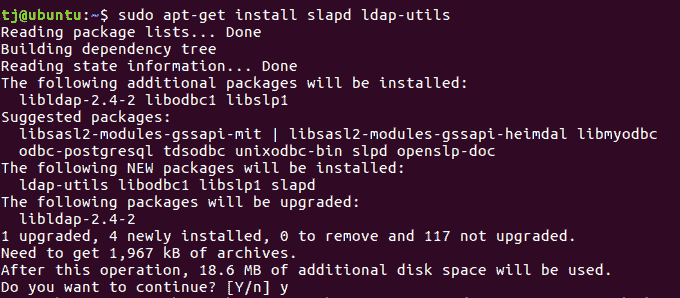 tj@ubuntu:~$ sudo apt-get install slapd ldap-utils
Reading package lists... Done
Building dependency tree
Reading state information... Done
The following additional packages will be installed:
libldap-2.4-2 libodbc1 libslp1
Suggested packages:
libsasl2-modules-gssapi-mit | libsasl2-modules-gssapi-heimdal libmyodbc
odbc-postgresql tdsodbc unixodbc-bin slpd openslp-doc
The following NEW packages will be installed:
ldap-utils libodbc1 libslp1 slapd
The following packages will be upgraded:
libldap-2.4-2
1 upgraded, 4 newly installed, 0 to remove and 117 not upgraded.
Need to get 1,967 kB of archives.
After this operation, 18.6 MB of additional disk space will be used.
Do you want to continue? [Y/n] y